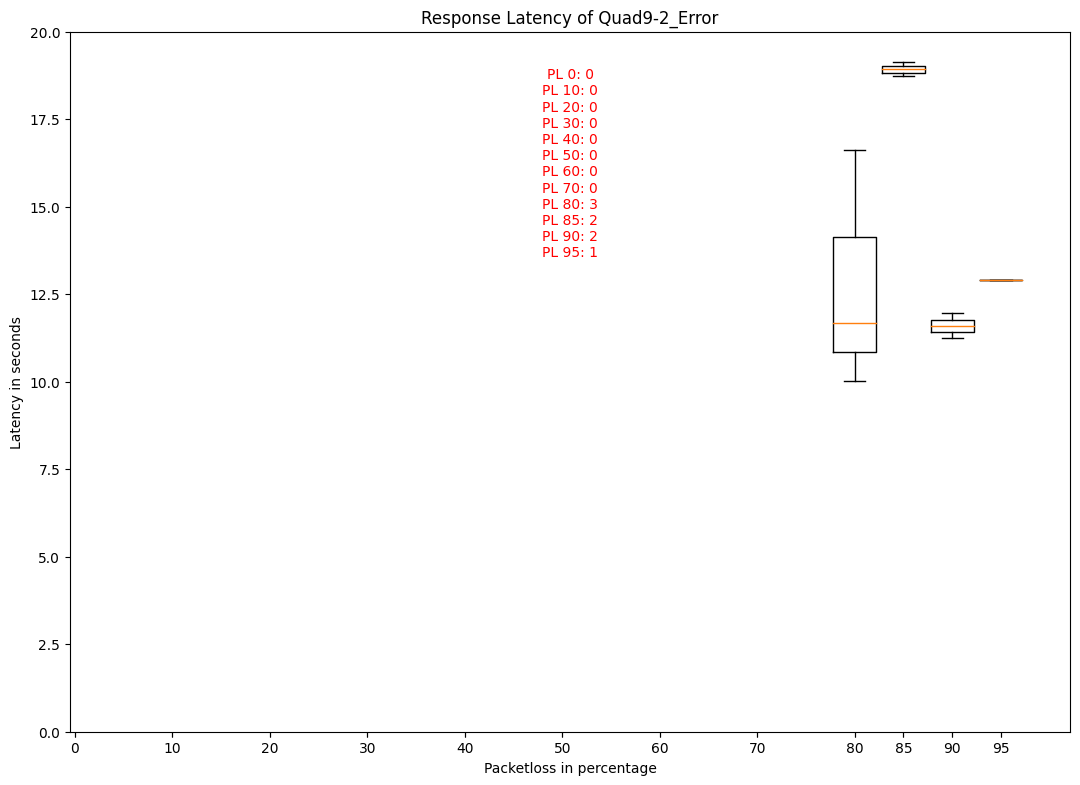 Response Latency of Quad9-2_Error
20.0
17.5
15.0
12.5
10.0
7.5
5.0
2.5
0.0
Latency in seconds
PL 0: 0
PL 10: 0
PL 20: 0
PL 30: 0
PL 40: 0
PL 50: 0
PL 60: 0
PL 70: 0
PL 80: 3
PL 85: 2
PL 90: 2
PL 95: 1
0 10 20 30 40 50 60 70 80 85 90 95
Packetloss in percentage